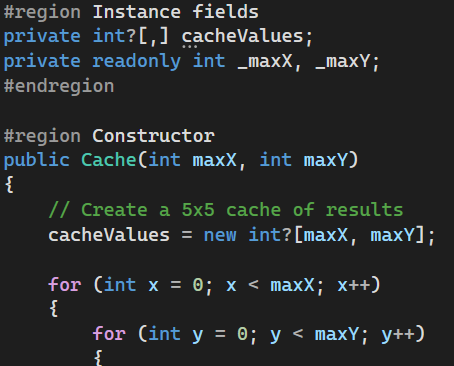 #region Instance fields
private int?[,] cacheValues;
private readonly int _maxX, _maxY;
#endregion

#region Constructor
public Cache(int maxX, int maxY)
{
    // Create a 5x5 cache of results
    cacheValues = new int?[maxX, maxY];

    for (int x = 0; x < maxX; x++)
    {
        for (int y = 0; y < maxY; y++)
        {